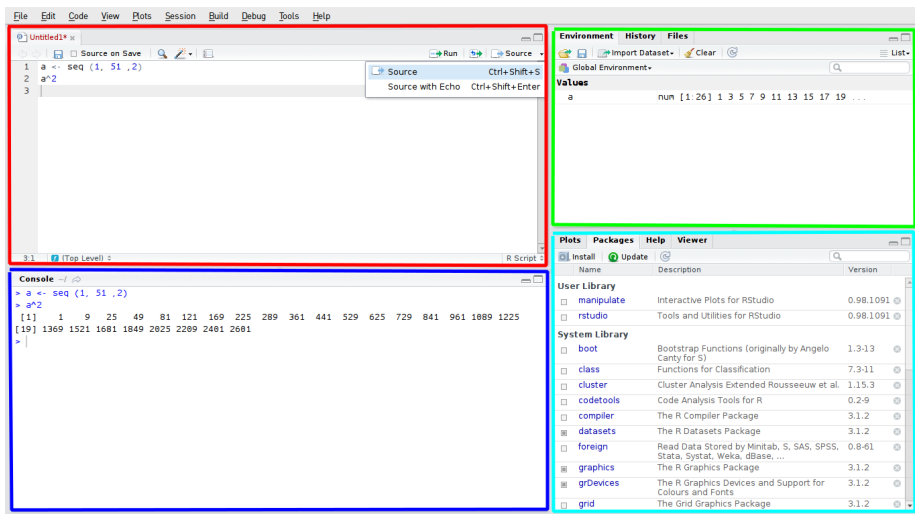 File Edit Code View Plots Session Build Debug Tools Help
Untitled1* ×
Source on Save Run Source
1 a <- seq (1, 51 ,2)
2 a^2
3
Source Ctrl+Shift+S
Source with Echo Ctrl+Shift+Enter
3:1 (Top Level) R Script
Console ~/
> a <- seq (1, 51 ,2)
> a^2
[1] 1 9 25 49 81 121 169 225 289 361 441 529 625 729 841 961 1089 1225
[19] 1369 1521 1681 1849 2025 2209 2401 2601
>
Environment History Files
Import Dataset Clear List
Global Environment
Values
a num [1:26] 1 3 5 7 9 11 13 15 17 19 ...
Plots Packages Help Viewer
Install Update
Name Description Version
User Library
manipulate Interactive Plots for RStudio 0.98.1091
rstudio Tools and Utilities for RStudio 0.98.1091
System Library
boot Bootstrap Functions (originally by Angelo 1.3-13
Canty for S)
class Functions for Classification 7.3-11
cluster Cluster Analysis Extended Rousseeuw et al. 1.15.3
codetools Code Analysis Tools for R 0.2-9
compiler The R Compiler Package 3.1.2
datasets The R Datasets Package 3.1.2
foreign Read Data Stored by Minitab, S, SAS, SPSS, 0.8-61
Stata, Systat, Weka, dBase, ...
graphics The R Graphics Package 3.1.2
grDevices The R Graphics Devices and Support for 3.1.2
Colours and Fonts
grid The Grid Graphics Package 3.1.2